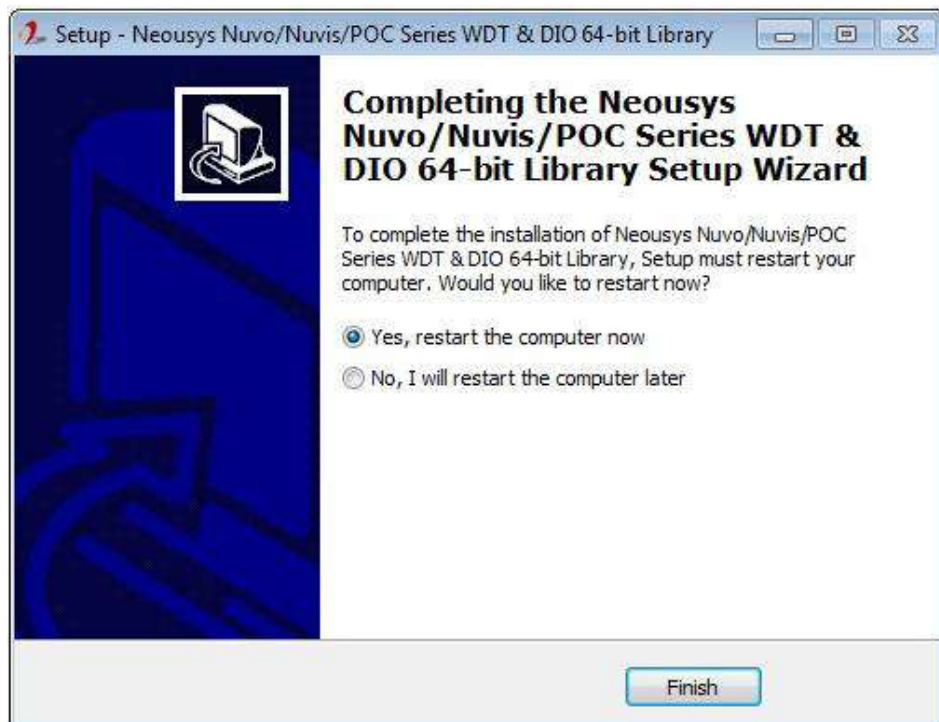 Setup - Neousys Nuvo/Nuvis/POC Series WDT & DIO 64-bit Library
Completing the Neousys
Nuvo/Nuvis/POC Series WDT &
DIO 64-bit Library Setup Wizard
To complete the installation of Neousys Nuvo/Nuvis/POC
Series WDT & DIO 64-bit Library, Setup must restart your
computer. Would you like to restart now?
Yes, restart the computer now
No, I will restart the computer later
Finish